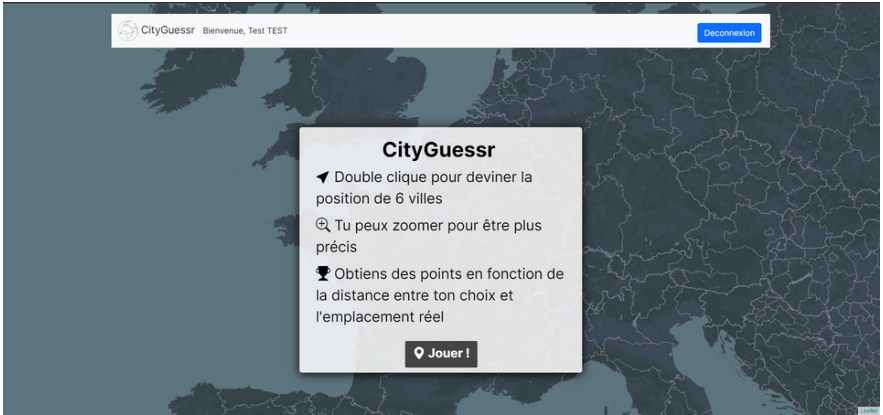 CityGuessr Bienvenue, Test TEST
Deconnexion
CityGuessr
Double clique pour deviner la
position de 6 villes
Tu peux zoomer pour être plus
précis
Obtiens des points en fonction de
la distance entre ton choix et
l'emplacement réel
Jouer !
Leaflet